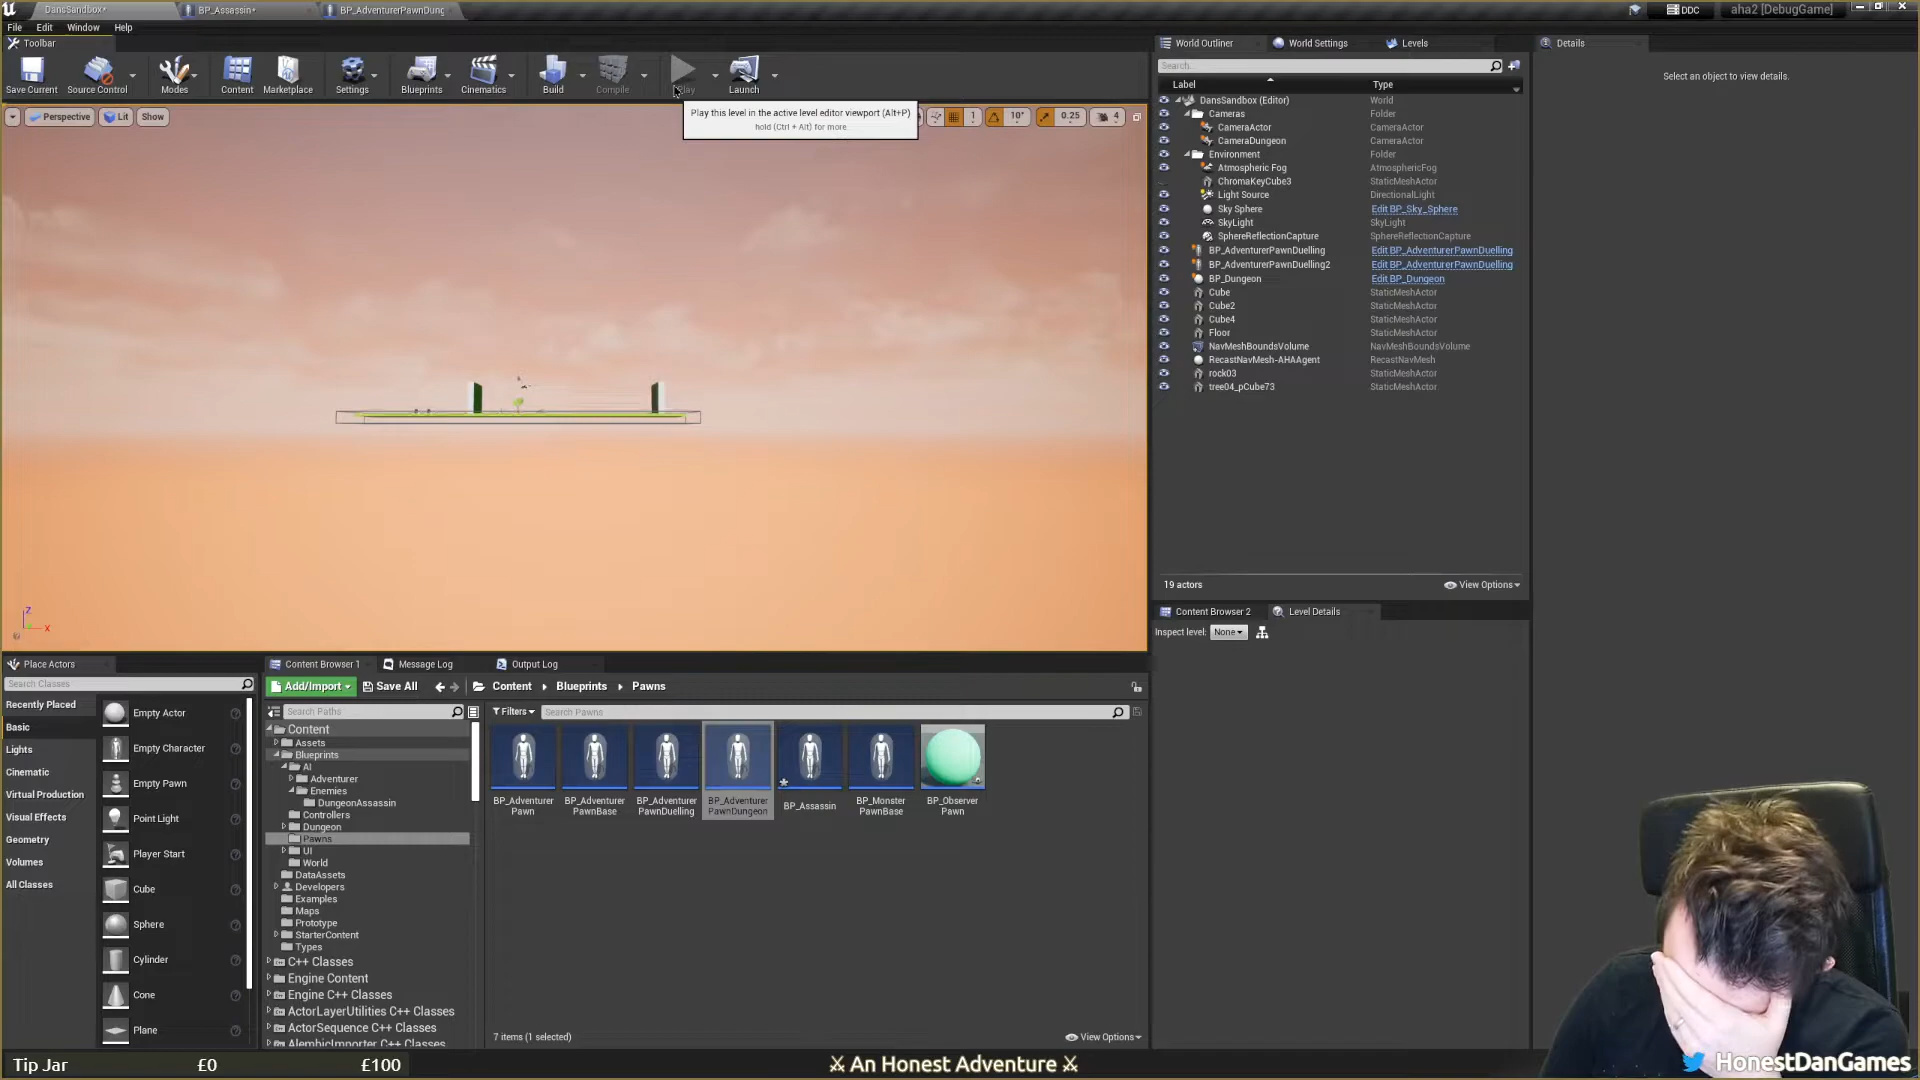 DansSandbox*
BP_Assassin*
BP_AdventurerPawnDung
DDC
aha2 [DebugGame]
File Edit Window Help
Toolbar
Save Current
Source Control
Modes
Content
Marketplace
Settings
Blueprints
Cinematics
Build
Compile
Play
Launch
Play this level in the active level editor viewport (Alt+P)
hold (Ctrl + Alt) for more
Perspective
Lit
Show
1
10°
0.25
4
Z
X
World Outliner
World Settings
Levels
Search...
Label Type
DansSandbox (Editor) World
Cameras Folder
CameraActor CameraActor
CameraDungeon CameraActor
Environment Folder
Atmospheric Fog AtmosphericFog
ChromaKeyCube3 StaticMeshActor
Light Source DirectionalLight
Sky Sphere Edit BP_Sky_Sphere
SkyLight SkyLight
SphereReflectionCapture SphereReflectionCapture
BP_AdventurerPawnDuelling Edit BP_AdventurerPawnDuelling
BP_AdventurerPawnDuelling2 Edit BP_AdventurerPawnDuelling
BP_Dungeon Edit BP_Dungeon
Cube StaticMeshActor
Cube2 StaticMeshActor
Cube4 StaticMeshActor
Floor StaticMeshActor
NavMeshBoundsVolume NavMeshBoundsVolume
RecastNavMesh-AHAAgent RecastNavMesh
rock03 StaticMeshActor
tree04_pCube73 StaticMeshActor
19 actors
View Options
Details
Select an object to view details.
Content Browser 2
Level Details
Inspect level: None
Place Actors
Search Classes
Recently Placed
Basic
Lights
Cinematic
Virtual Production
Visual Effects
Geometry
Volumes
All Classes
Empty Actor
Empty Character
Empty Pawn
Point Light
Player Start
Cube
Sphere
Cylinder
Cone
Plane
Content Browser 1
Message Log
Output Log
Add/Import
Save All
Content
Blueprints
Pawns
Search Paths
Filters
Search Pawns
Content
Assets
Blueprints
AI
Adventurer
Enemies
DungeonAssassin
Controllers
Dungeon
Pawns
UI
World
DataAssets
Developers
Examples
Maps
Prototype
StarterContent
Types
C++ Classes
Engine Content
Engine C++ Classes
ActorLayerUtilities C++ Classes
ActorSequence C++ Classes
AlembicImporter C++ Classes
BP_Adventurer
Pawn
BP_Adventurer
PawnBase
BP_Adventurer
PawnDuelling
BP_Adventurer
PawnDungeon
BP_Assassin
BP_Monster
PawnBase
BP_Observer
Pawn
7 items (1 selected)
View Options
Tip Jar £0 £100
⚔ An Honest Adventure ⚔
HonestDanGames